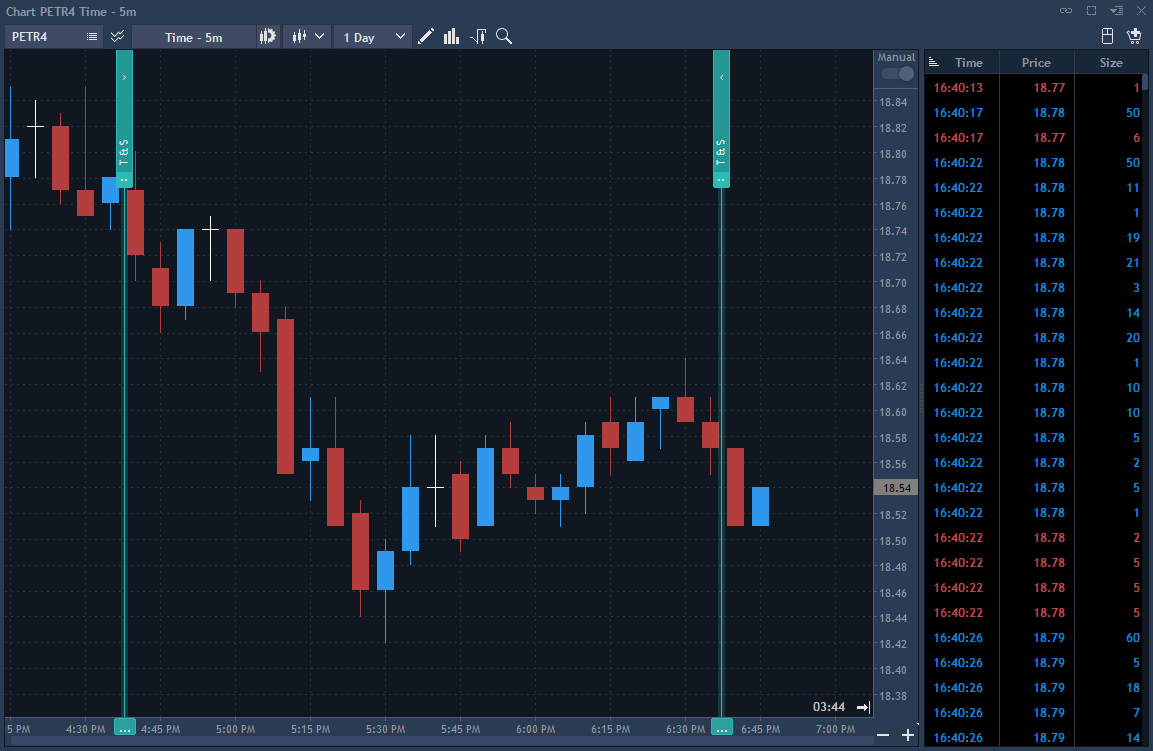 Chart PETR4 Time - 5m
PETR4 Time - 5m 1 Day
T&S
T&S
Manual
18.84
18.82
18.80
18.78
18.76
18.74
18.72
18.70
18.68
18.66
18.64
18.62
18.60
18.58
18.56
18.54
18.52
18.50
18.48
18.46
18.44
18.42
18.40
18.38
03:44
5 PM 4:30 PM ... 4:45 PM 5:00 PM 5:15 PM 5:30 PM 5:45 PM 6:00 PM 6:15 PM 6:30 PM ... 6:45 PM 7:00 PM
Time Price Size
16:40:13 18.77 1
16:40:17 18.78 50
16:40:17 18.77 6
16:40:22 18.78 50
16:40:22 18.78 11
16:40:22 18.78 1
16:40:22 18.78 19
16:40:22 18.78 21
16:40:22 18.78 3
16:40:22 18.78 14
16:40:22 18.78 20
16:40:22 18.78 1
16:40:22 18.78 10
16:40:22 18.78 10
16:40:22 18.78 5
16:40:22 18.78 2
16:40:22 18.78 5
16:40:22 18.78 1
16:40:22 18.78 2
16:40:22 18.78 5
16:40:22 18.78 5
16:40:22 18.78 5
16:40:26 18.79 60
16:40:26 18.79 5
16:40:26 18.79 18
16:40:26 18.79 7
16:40:26 18.79 14